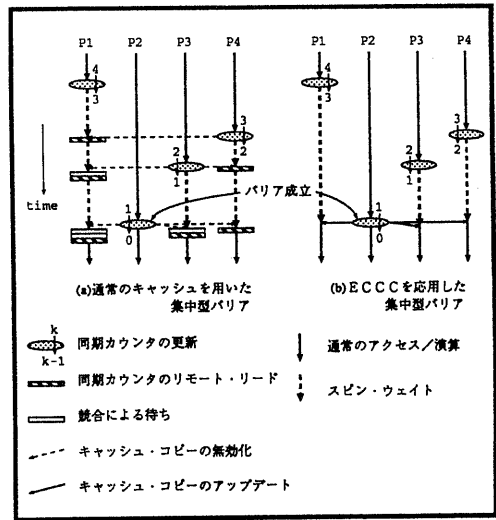 P1 P2 P3 P4
P1 P2 P3 P4
4
3
3
2
2
1
1
0
time
バリア成立
4
3
3
2
2
1
1
0
(a)通常のキャッシュを用いた
集中型バリア
(b)ECCCを応用した
集中型バリア
k
k-1
同期カウンタの更新
同期カウンタのリモート・リード
競合による待ち
キャッシュ・コピーの無効化
キャッシュ・コピーのアップデート
通常のアクセス/演算
スピン・ウェイト